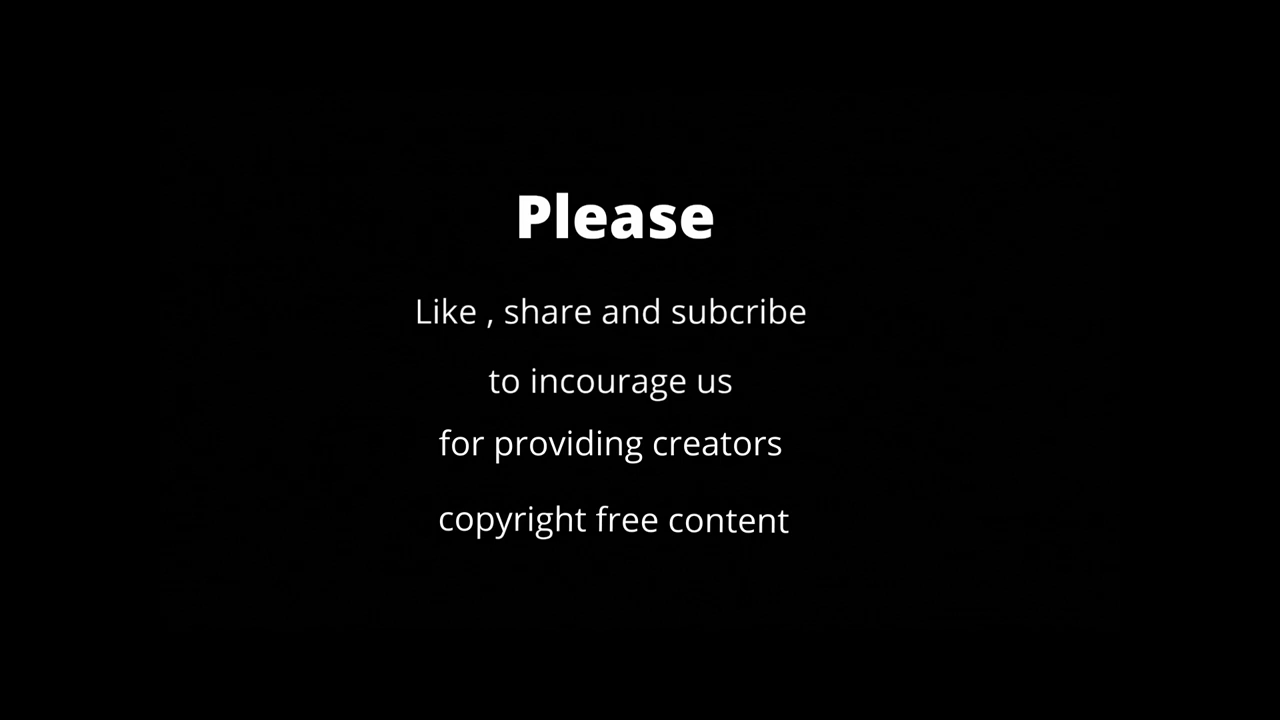 Please
Like , share and subcribe
to incourage us
for providing creators
copyright free content